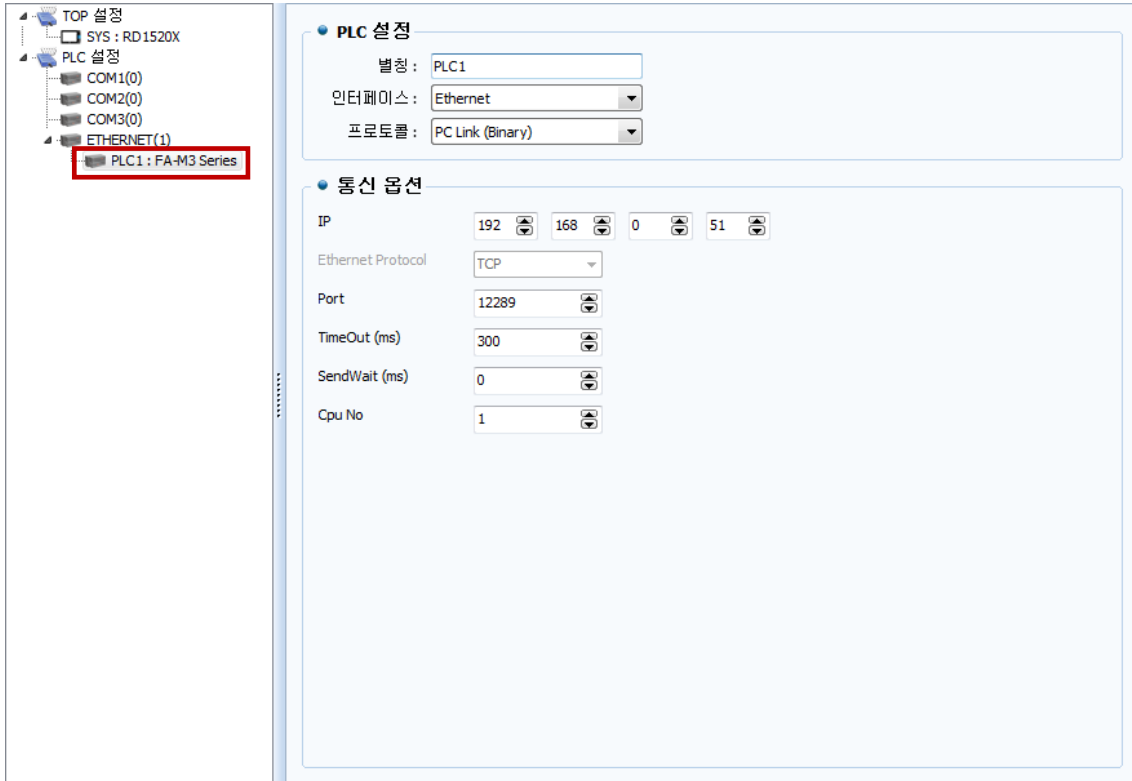 TOP 설정
SYS : RD1520X
PLC 설정
COM1(0)
COM2(0)
COM3(0)
ETHERNET(1)
PLC1 : FA-M3 Series
PLC 설정
별칭 : PLC1
인터페이스 : Ethernet
프로토콜 : PC Link (Binary)
통신 옵션
IP 192 168 0 51
Ethernet Protocol TCP
Port 12289
TimeOut (ms) 300
SendWait (ms) 0
Cpu No 1